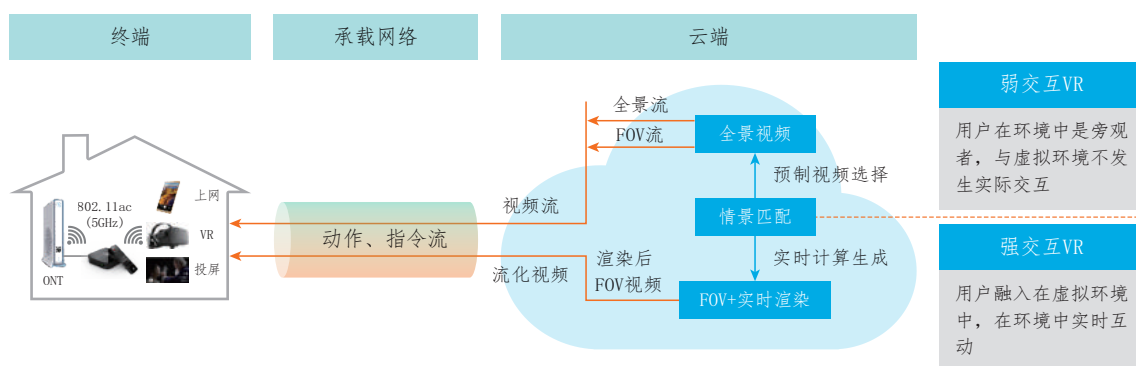 终端
承载网络
云端
弱交互VR
用户在环境中是旁观
者，与虚拟环境不发
生实际交互
全景流
FOV流
全景视频
预制视频选择
情景匹配
实时计算生成
FOV+实时渲染
视频流
动作、指令流
流化视频
渲染后
FOV视频
802.11ac
(5GHz)
上网
VR
投屏
ONT
强交互VR
用户融入在虚拟环境
中，在环境中实时互
动